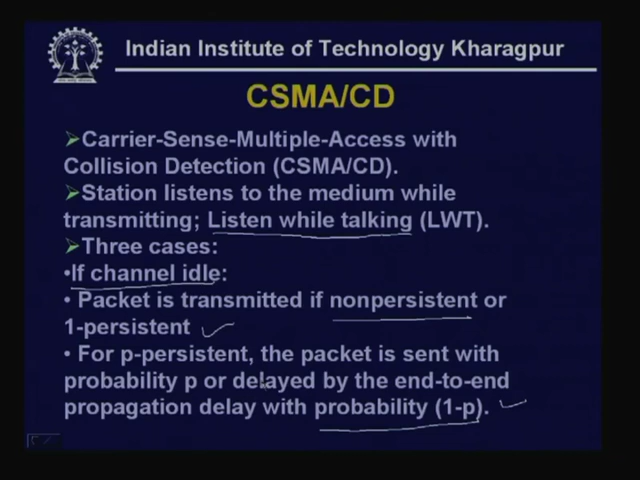 Indian Institute of Technology Kharagpur
CSMA/CD
➢Carrier-Sense-Multiple-Access with
Collision Detection (CSMA/CD).
➢Station listens to the medium while
transmitting; Listen while talking (LWT).
➢Three cases:
•If channel idle:
• Packet is transmitted if nonpersistent or
1-persistent
• For p-persistent, the packet is sent with
probability p or delayed by the end-to-end
propagation delay with probability (1-p).